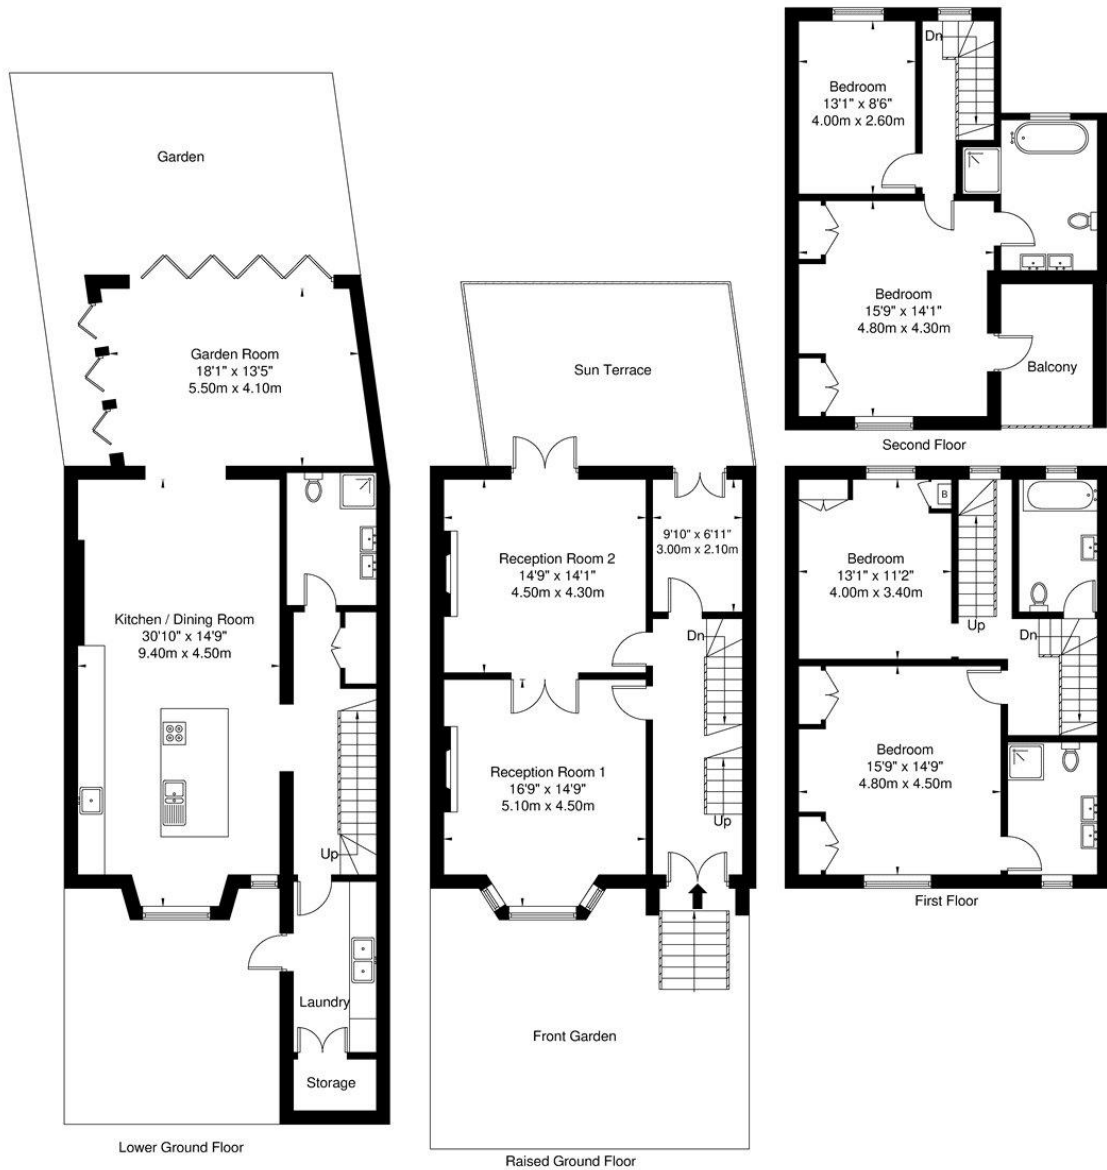 Garden
Garden Room
18'1" x 13'5"
5.50m x 4.10m
Kitchen / Dining Room
30'10" x 14'9"
9.40m x 4.50m
Up
Laundry
Storage
Lower Ground Floor
Sun Terrace
Reception Room 2
14'9" x 14'1"
4.50m x 4.30m
9'10" x 6'11"
3.00m x 2.10m
Dn
Reception Room 1
16'9" x 14'9"
5.10m x 4.50m
Up
Front Garden
Raised Ground Floor
Dn
Bedroom
13'1" x 8'6"
4.00m x 2.60m
Bedroom
15'9" x 14'1"
4.80m x 4.30m
Balcony
Second Floor
B
Bedroom
13'1" x 11'2"
4.00m x 3.40m
Up
Dn
Bedroom
15'9" x 14'9"
4.80m x 4.50m
First Floor